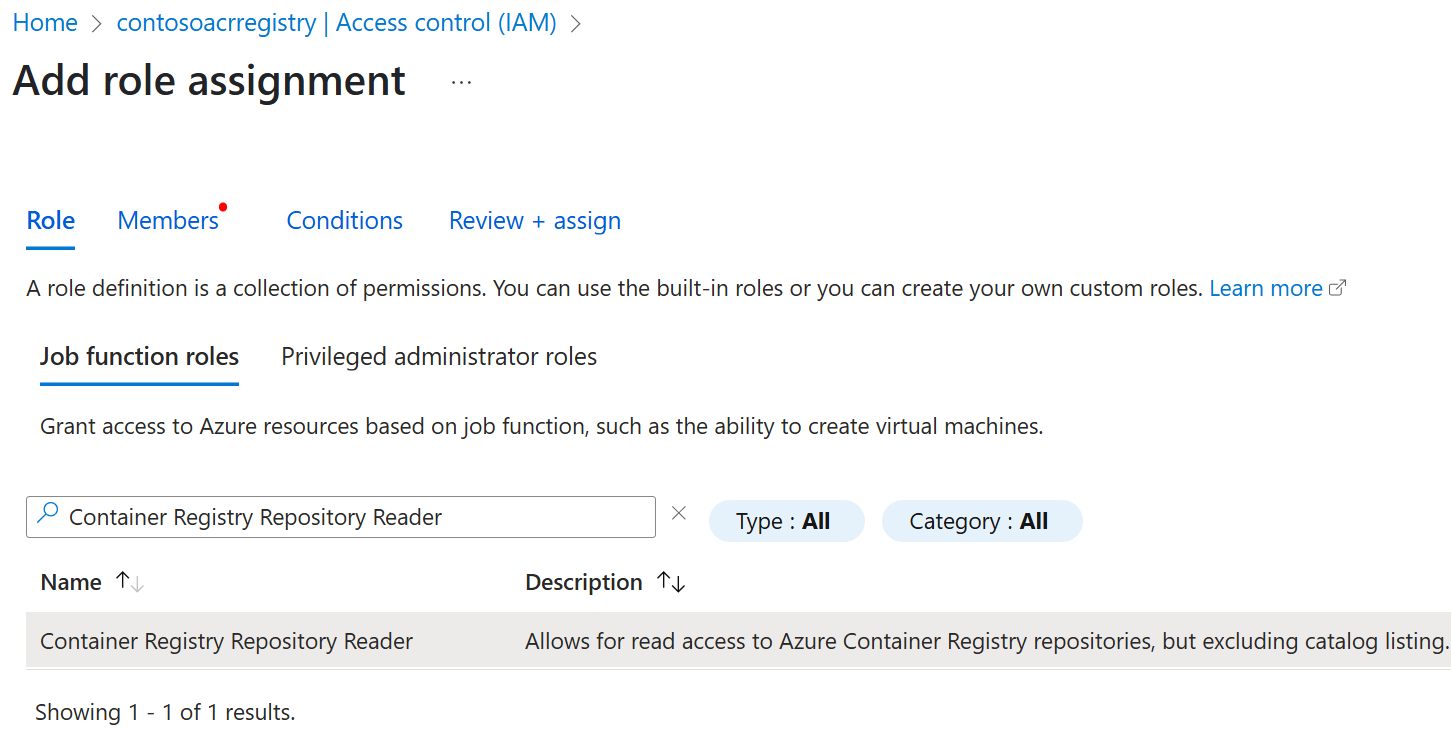 Home > contosoacrregistry | Access control (IAM) >
Add role assignment ...
Role Members Conditions Review + assign
A role definition is a collection of permissions. You can use the built-in roles or you can create your own custom roles. Learn more
Job function roles Privileged administrator roles
Grant access to Azure resources based on job function, such as the ability to create virtual machines.
Container Registry Repository Reader Type : All Category : All
Name ↑↓ Description ↑↓
Container Registry Repository Reader Allows for read access to Azure Container Registry repositories, but excluding catalog listing.
Showing 1 - 1 of 1 results.